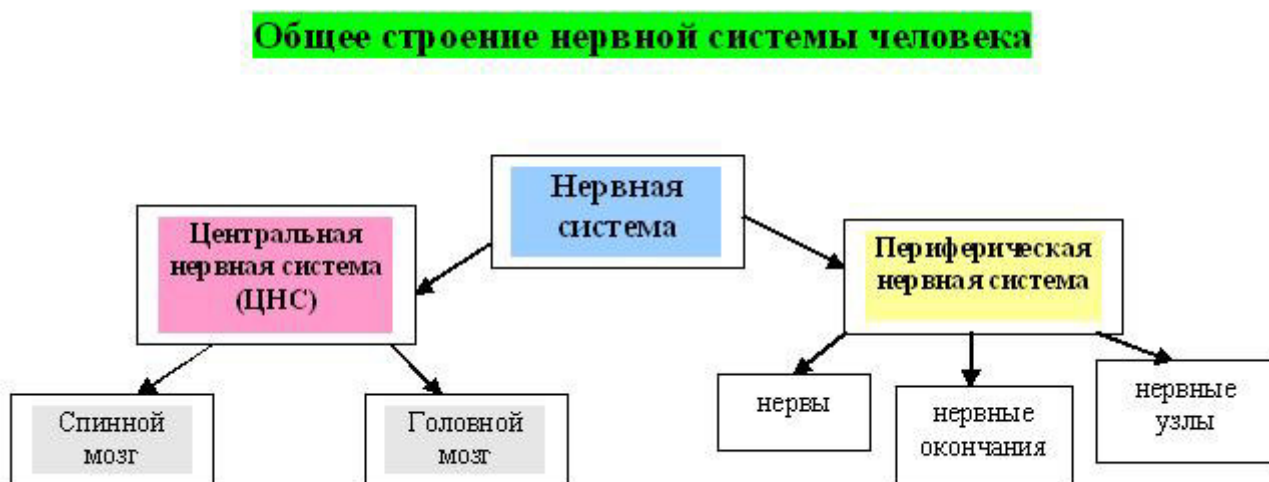 Общее строение нервной системы человека
Нервная
система
Центральная
нервная система
(ЦНС)
Периферическая
нервная система
Спинной
мозг
Головной
мозг
нервы
нервные
окончания
нервные
узлы